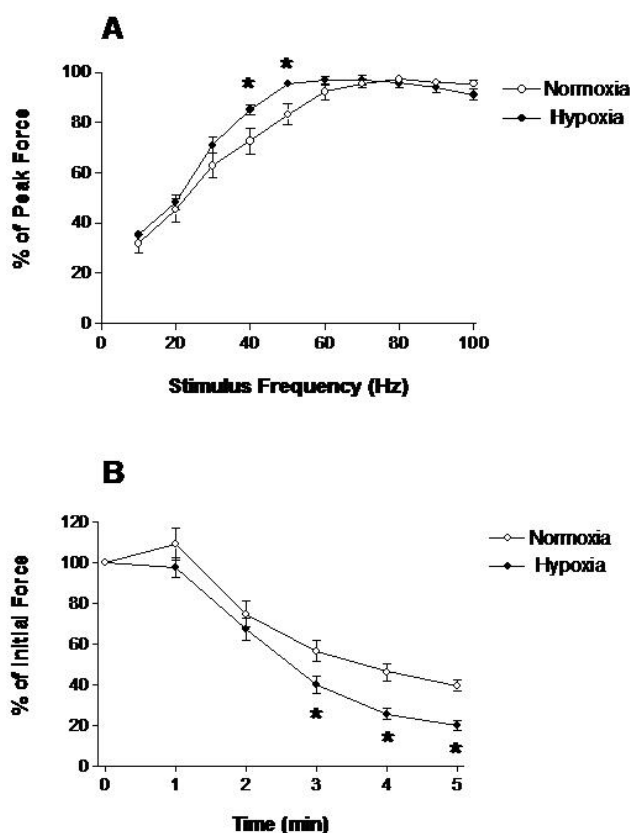 A
* *
100
80
60
40
20
0
% of Peak Force
0 20 40 60 80 100
Stimulus Frequency (Hz)
Normoxia
Hypoxia
B
120
100
80
60
40
20
0
% of Initial Force
* * *
0 1 2 3 4 5
Time (min)
Normoxia
Hypoxia